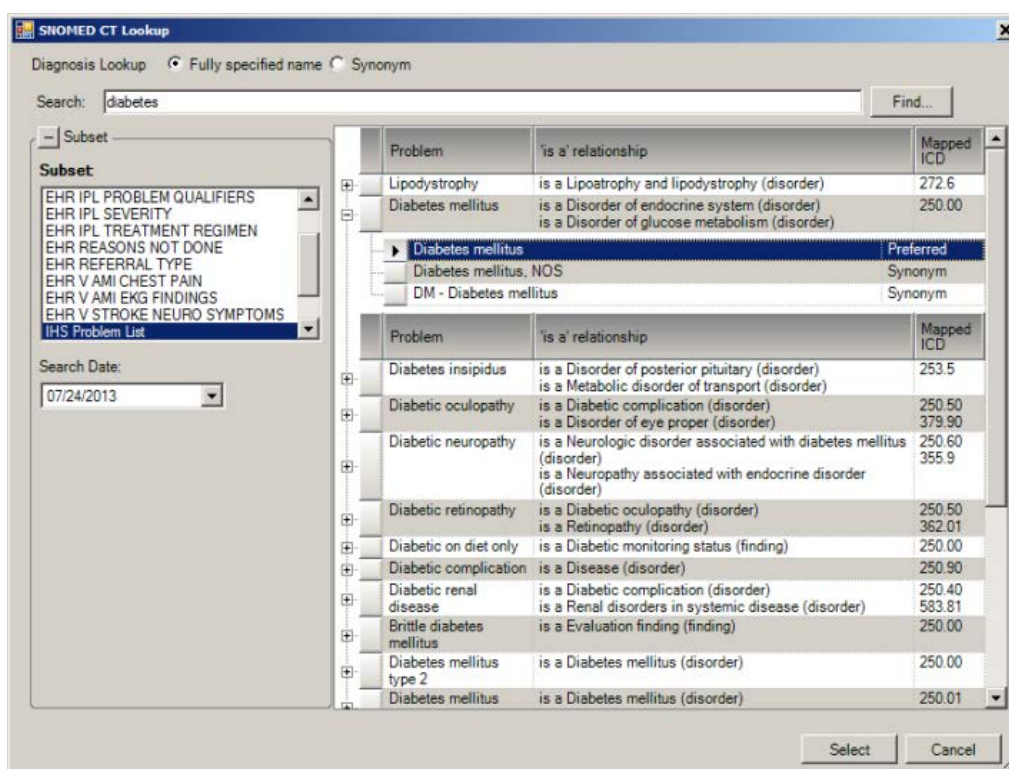 SNOMED CT Lookup
Diagnosis Lookup Fully specified name Synonym
Search: diabetes Find...
Subset
Subset:
EHR IPL PROBLEM QUALIFIERS
EHR IPL SEVERITY
EHR IPL TREATMENT REGIMEN
EHR REASONS NOT DONE
EHR REFERRAL TYPE
EHR V AMI CHEST PAIN
EHR V AMI EKG FINDINGS
EHR V STROKE NEURO SYMPTOMS
IHS Problem List
Search Date:
07/24/2013
Problem 'is a' relationship Mapped ICD
Lipodystrophy is a Lipoatrophy and lipodystrophy (disorder) 272.6
Diabetes mellitus is a Disorder of endocrine system (disorder) 250.00
is a Disorder of glucose metabolism (disorder)
Diabetes mellitus Preferred
Diabetes mellitus, NOS Synonym
DM - Diabetes mellitus Synonym
Problem 'is a' relationship Mapped ICD
Diabetes insipidus is a Disorder of posterior pituitary (disorder) 253.5
is a Metabolic disorder of transport (disorder)
Diabetic oculopathy is a Diabetic complication (disorder) 250.50
is a Disorder of eye proper (disorder) 379.90
Diabetic neuropathy is a Neurologic disorder associated with diabetes mellitus 250.60
(disorder) 355.9
is a Neuropathy associated with endocrine disorder
(disorder)
Diabetic retinopathy is a Diabetic oculopathy (disorder) 250.50
is a Retinopathy (disorder) 362.01
Diabetic on diet only is a Diabetic monitoring status (finding) 250.00
Diabetic complication is a Disease (disorder) 250.90
Diabetic renal is a Diabetic complication (disorder) 250.40
disease is a Renal disorders in systemic disease (disorder) 583.81
Brittle diabetes is a Evaluation finding (finding) 250.00
mellitus
Diabetes mellitus is a Diabetes mellitus (disorder) 250.00
type 2
Diabetes mellitus is a Diabetes mellitus (disorder) 250.01
Select Cancel